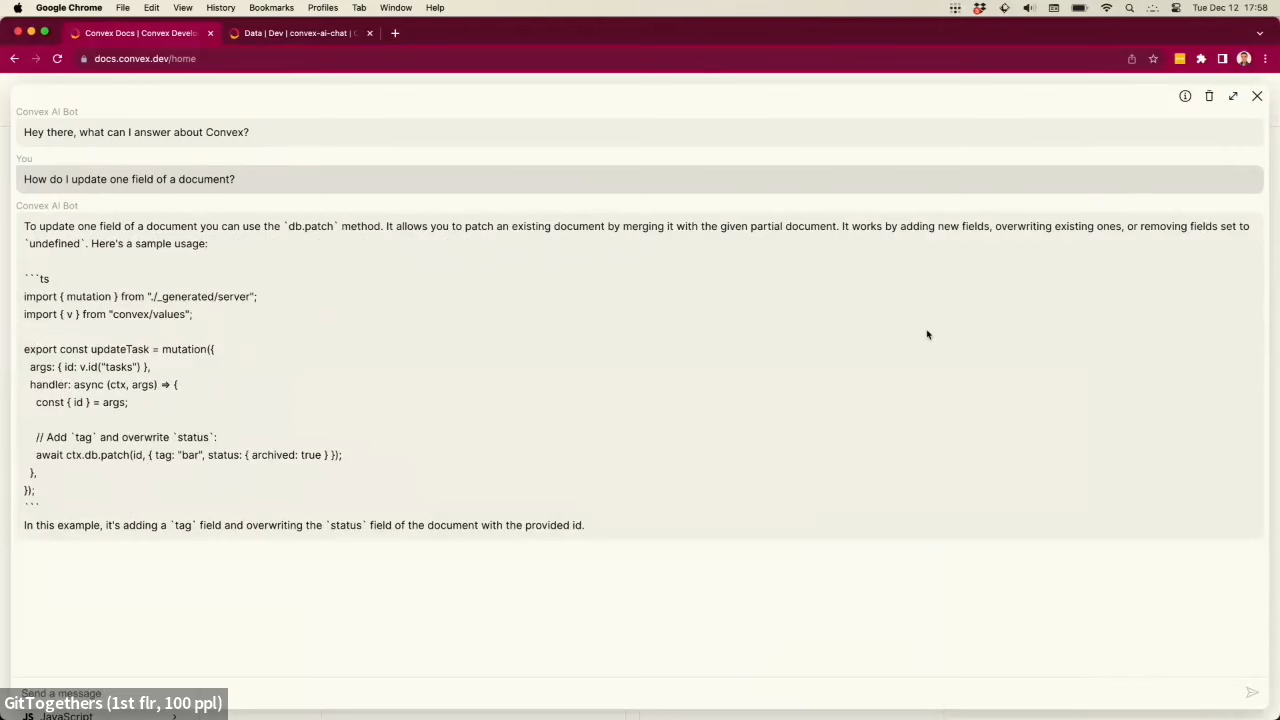 Google Chrome File Edit View History Bookmarks Profiles Tab Window Help Tue Dec 12 17:58
Convex Docs | Convex Develo Data | Dev | convex-ai-chat |
docs.convex.dev/home
Convex AI Bot
Hey there, what can I answer about Convex?
You
How do I update one field of a document?
Convex AI Bot
To update one field of a document you can use the `db.patch` method. It allows you to patch an existing document by merging it with the given partial document. It works by adding new fields, overwriting existing ones, or removing fields set to
`undefined`. Here's a sample usage:
```ts
import { mutation } from "./_generated/server";
import { v } from "convex/values";
export const updateTask = mutation({
args: { id: v.id("tasks") },
handler: async (ctx, args) => {
const { id } = args;
// Add `tag` and overwrite `status`:
await ctx.db.patch(id, { tag: "bar", status: { archived: true } });
},
});
```
In this example, it's adding a `tag` field and overwriting the `status` field of the document with the provided id.
Send a message
GitTogethers (1st flr, 100 ppl)
JS JavaScript